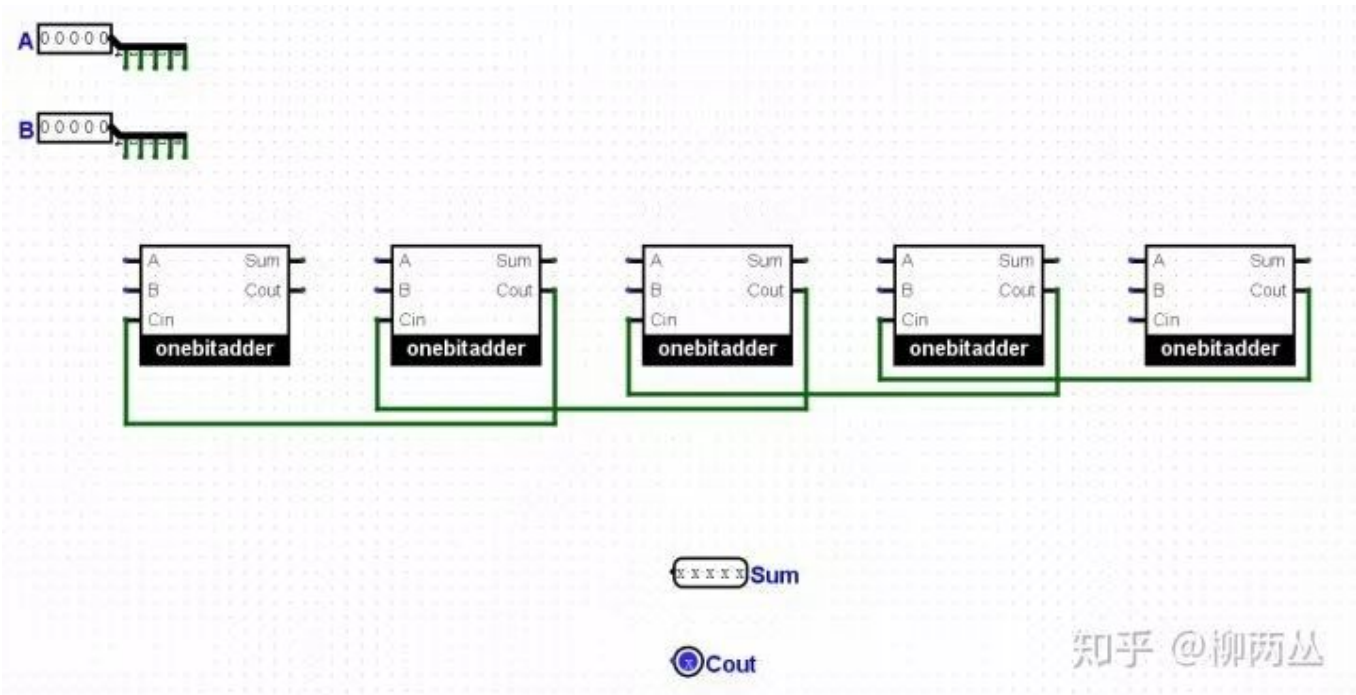 A 00000
B 00000
A Sum A Sum A Sum A Sum A Sum
B Cout B Cout B Cout B Cout B Cout
Cin Cin Cin Cin Cin
onebitadder onebitadder onebitadder onebitadder onebitadder
x x x x x Sum
x Cout
知乎 @柳两丛